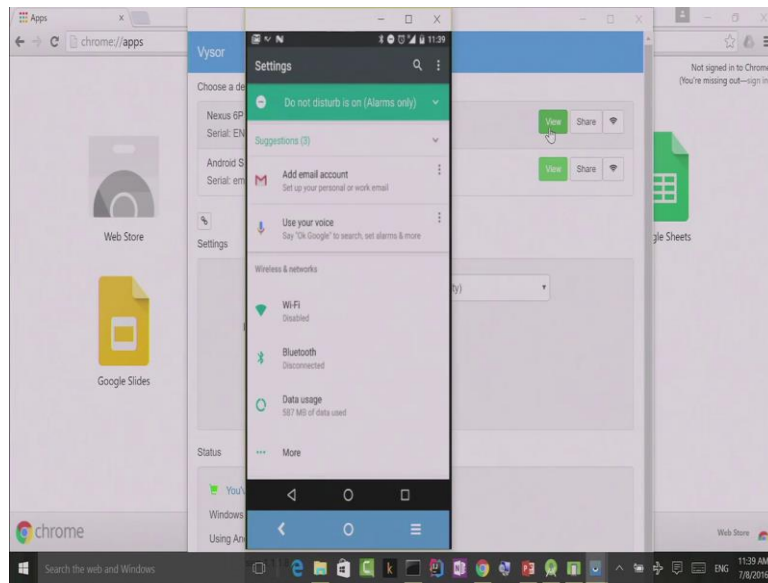 Apps
chrome://apps
Not signed in to Chrome
(You're missing out—sign in
Web Store
Google Slides
gle Sheets
chrome
Web Store
Vysor
Choose a de
Nexus 6P
Serial: EN
View
Share
Android S
Serial: em
View
Share
Settings
ty)
Status
You'v
Windows
Using An
11:39
Settings
Do not disturb is on (Alarms only)
Suggestions (3)
Add email account
Set up your personal or work email
Use your voice
Say "Ok Google" to search, set alarms & more
Wireless & networks
Wi-Fi
Disabled
Bluetooth
Disconnected
Data usage
587 MB of data used
More
Search the web and Windows
ENG
11:39 AM
7/8/2016